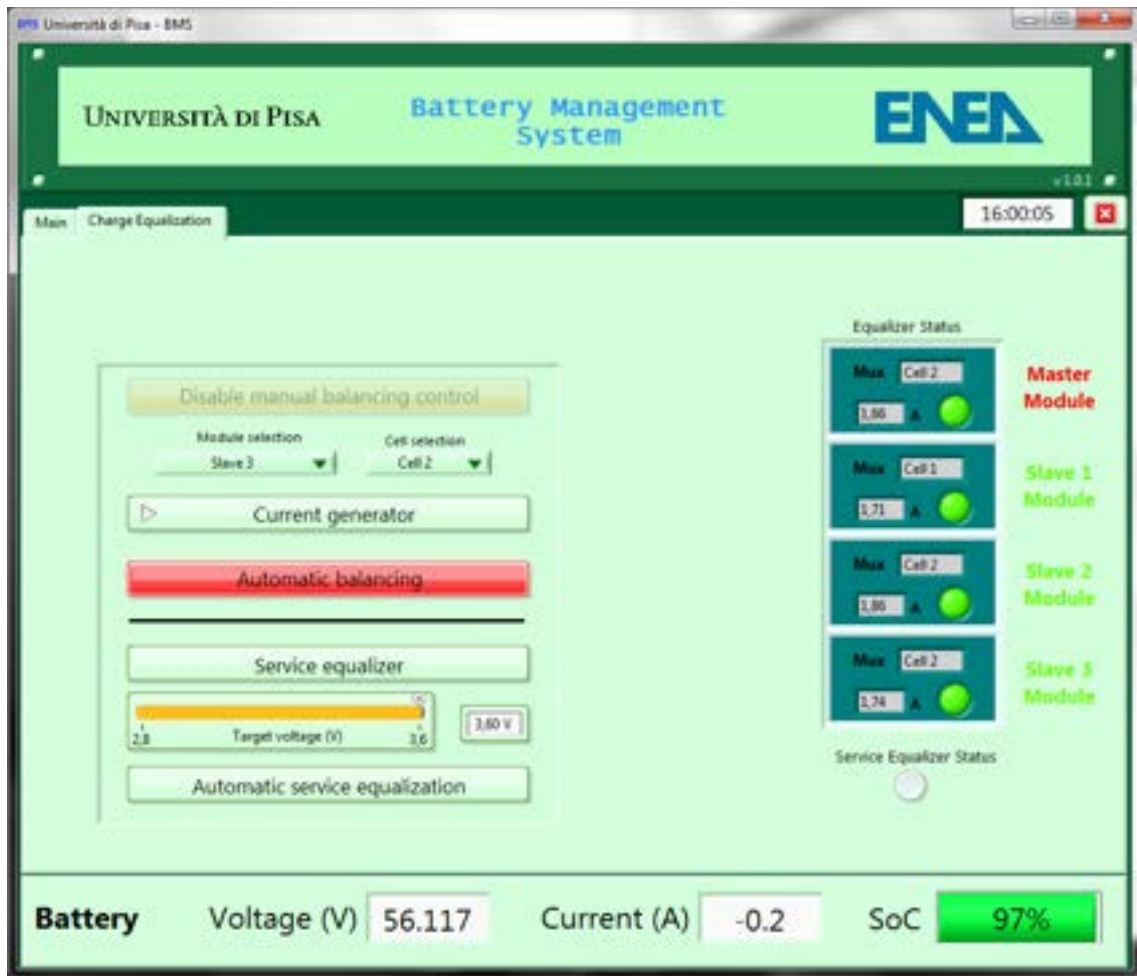 BMS Università di Pisa - BMS
UNIVERSITÀ DI PISA
Battery Management
System
ENEA
v 1.0.1
Main
Charge Equalization
16:00:05
Equalizer Status
Disable manual balancing control
Module selection
Cell selection
Slave 3
Cell 2
Current generator
Automatic balancing
Service equalizer
2,8
Target voltage (V)
3,6
3,60 V
Automatic service equalization
Mux Cell 2
A
Master
Module
Mux Cell 1
1,71 A
Slave 1
Module
Mux Cell 2
1,86 A
Slave 2
Module
Mux Cell 2
1,74 A
Slave 3
Module
Service Equalizer Status
Battery
Voltage (V)
56.117
Current (A)
-0.2
SoC
97%